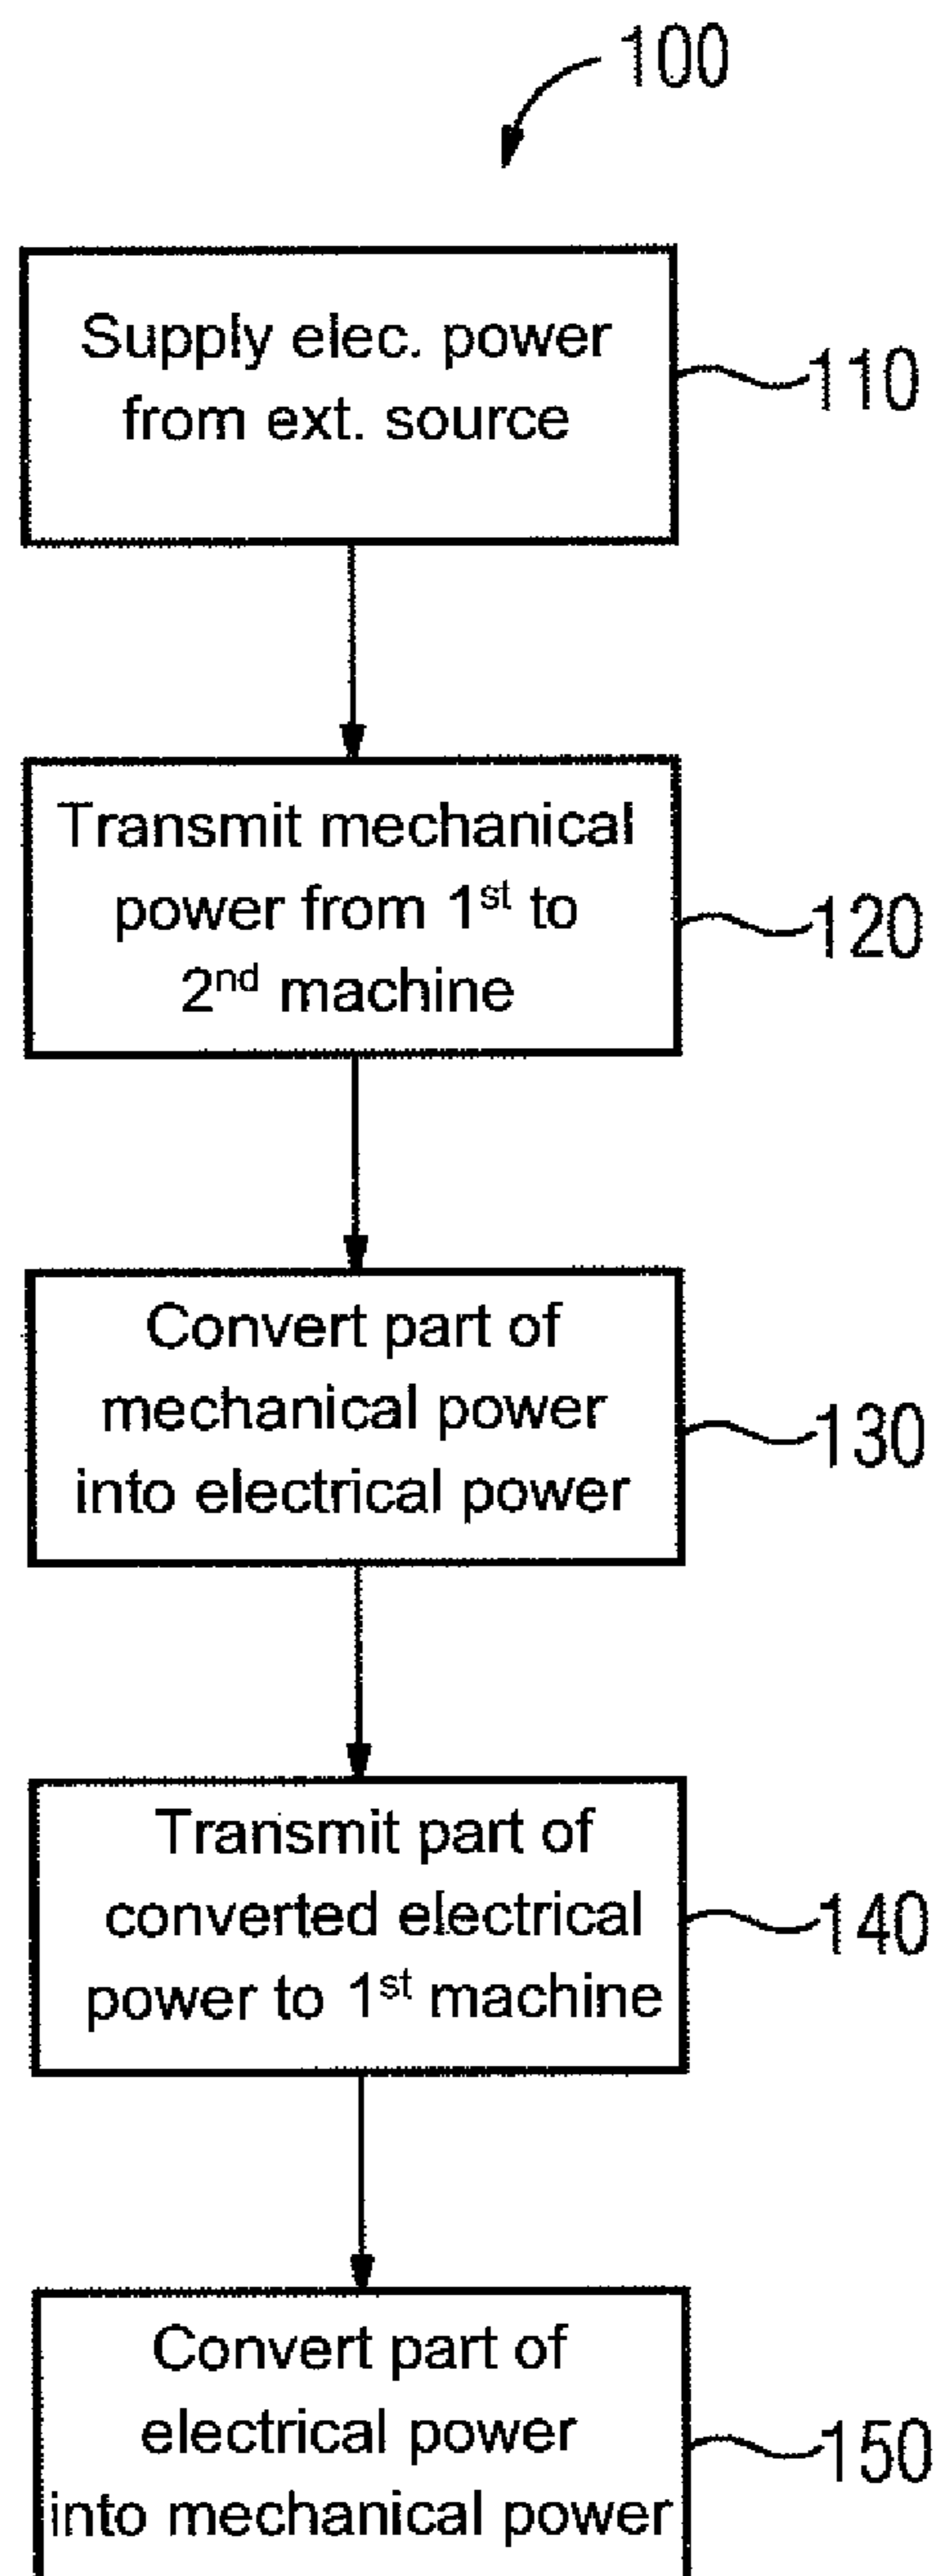 100
Supply elec. power
from ext. source
110
Transmit mechanical
power from 1st to
2nd machine
120
Convert part of
mechanical power
into electrical power
130
Transmit part of
converted electrical
power to 1st machine
140
Convert part of
electrical power
into mechanical power
150